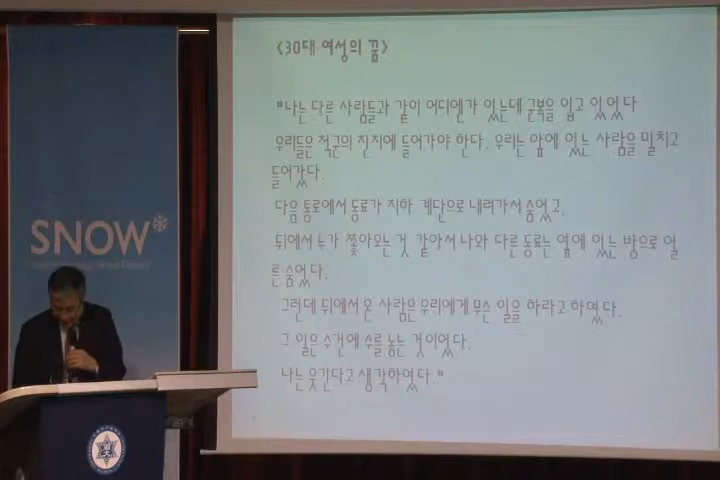 SNOW
<30대 여성의 꿈>
"나는 다른 사람들과 같이 어디엔가 있는데 군복을 입고 있었다
우리들은 적군의 진지에 들어가야 한다. 우리는 앞에 있는 사람을 밀치고
들어갔다.
다음 통로에서 동료가 지하 계단으로 내려가서 숨었고,
뒤에서 누가 쫓아오는 것 같아서 나와 다른 동료는 옆에 있는 방으로 얼
른 숨었다.
그런데 뒤에서 온 사람은 우리에게 무슨 일을 하라고 하였다.
그 일은 수건에 수를 놓는 것이었다.
나는 웃긴다고 생각하였다."